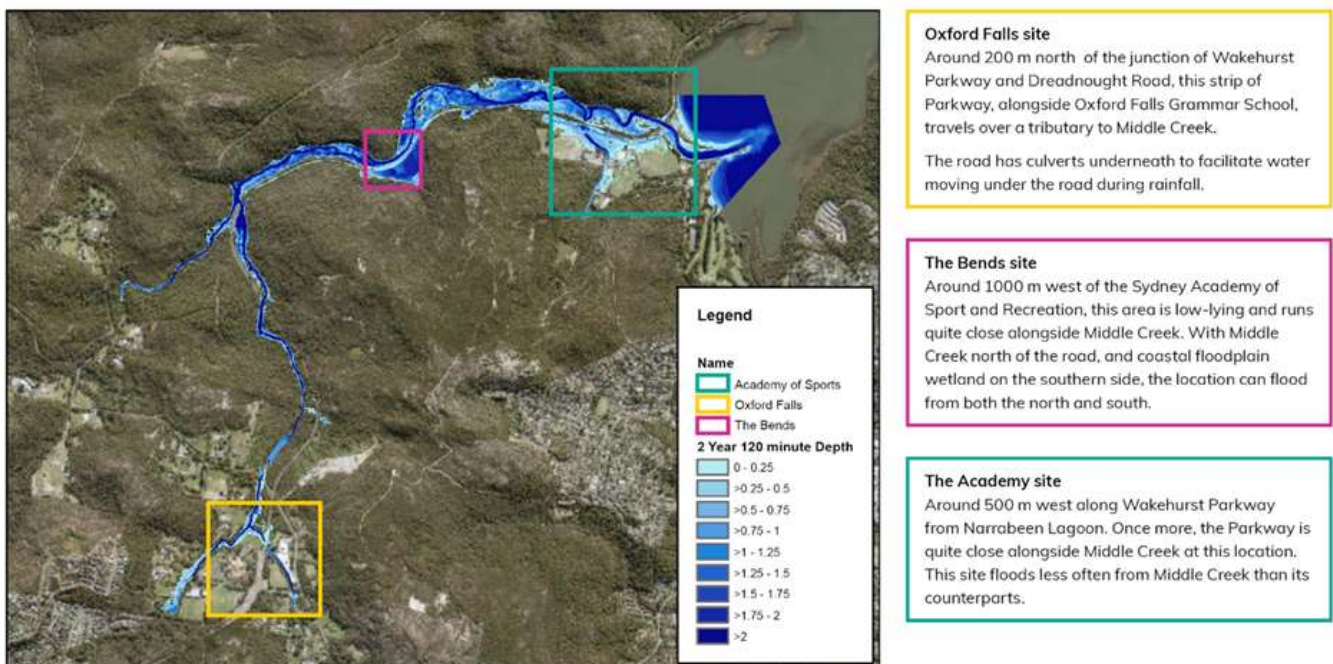 Legend
Name
Academy of Sports
Oxford Falls
The Bends
2 Year 120 minute Depth
0 - 0.25
>0.25 - 0.5
>0.5 - 0.75
>0.75 - 1
>1 - 1.25
>1.25 - 1.5
>1.5 - 1.75
>1.75 - 2
>2
Oxford Falls site
Around 200 m north of the junction of Wakehurst
Parkway and Dreadnought Road, this strip of
Parkway, alongside Oxford Falls Grammar School,
travels over a tributary to Middle Creek.
The road has culverts underneath to facilitate water
moving under the road during rainfall.
The Bends site
Around 1000 m west of the Sydney Academy of
Sport and Recreation, this area is low-lying and runs
quite close alongside Middle Creek. With Middle
Creek north of the road, and coastal floodplain
wetland on the southern side, the location can flood
from both the north and south.
The Academy site
Around 500 m west along Wakehurst Parkway
from Narrabeen Lagoon. Once more, the Parkway is
quite close alongside Middle Creek at this location.
This site floods less often from Middle Creek than its
counterparts.